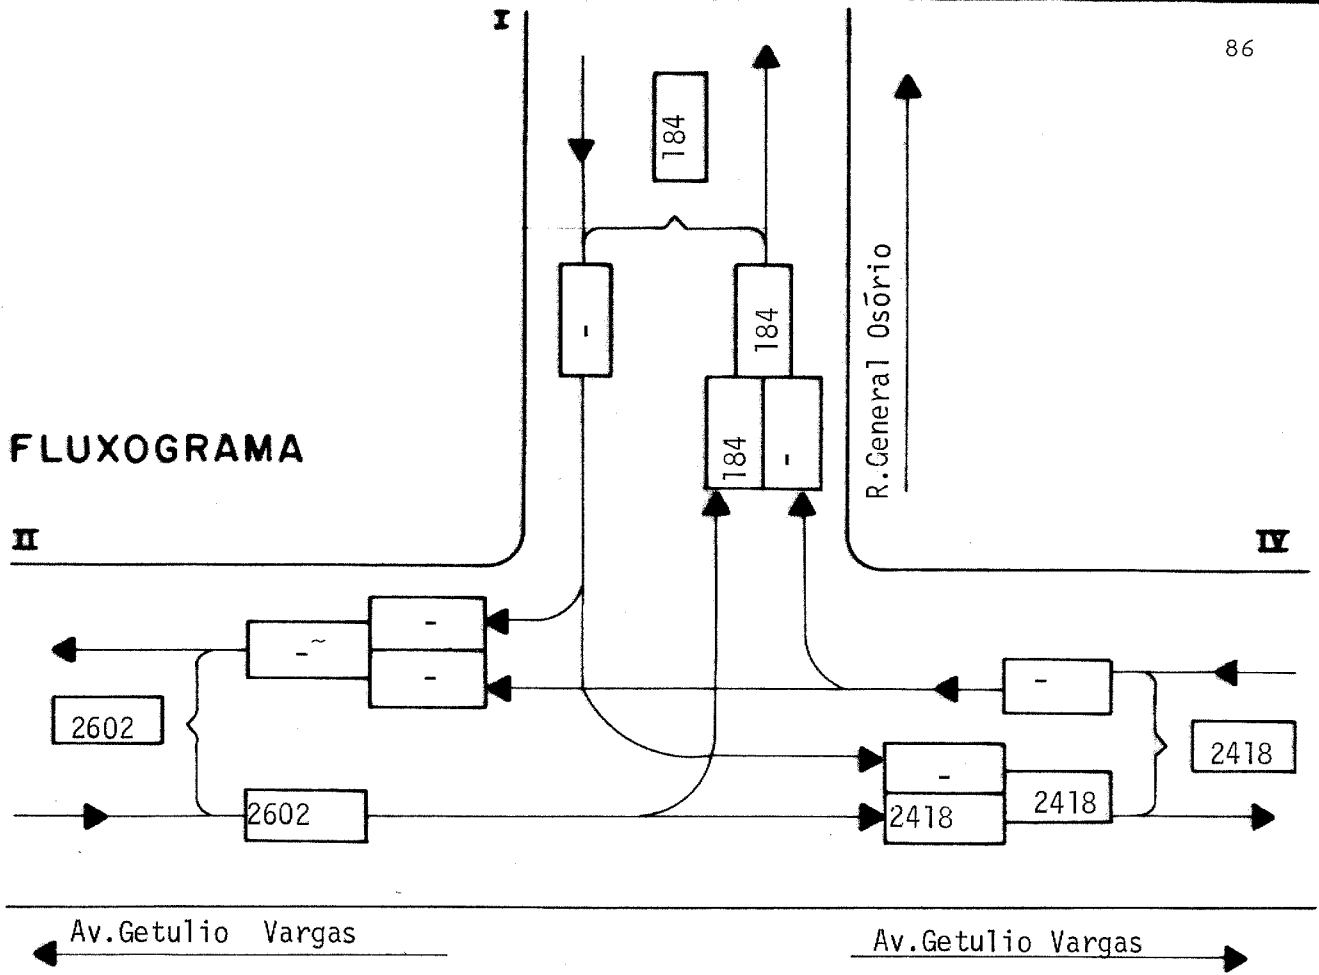 I
86
184
-
184
R.General Osório
184
-
FLUXOGRAMA
II
IV
-
-
-
-
2602
2418
-
2602
2418
2418
Av.Getulio Vargas
Av.Getulio Vargas